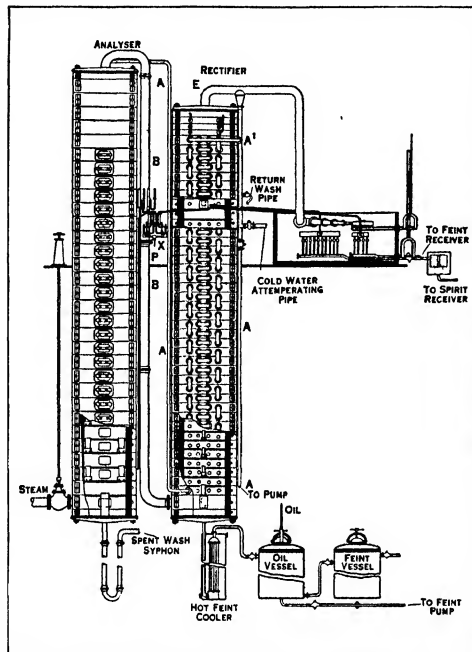 ANALYSER
A
RECTIFIER
E
A¹
B
RETURN
WASH
PIPE
X
P
B
COLD WATER
ATTEMPERATING
PIPE
TO FEINT
RECEIVER
TO SPIRIT
RECEIVER
A
A
STEAM
A
TO PUMP
SPENT WASH
SYPHON
OIL
OIL
VESSEL
FEINT
VESSEL
HOT FEINT
COOLER
TO FEINT
PUMP